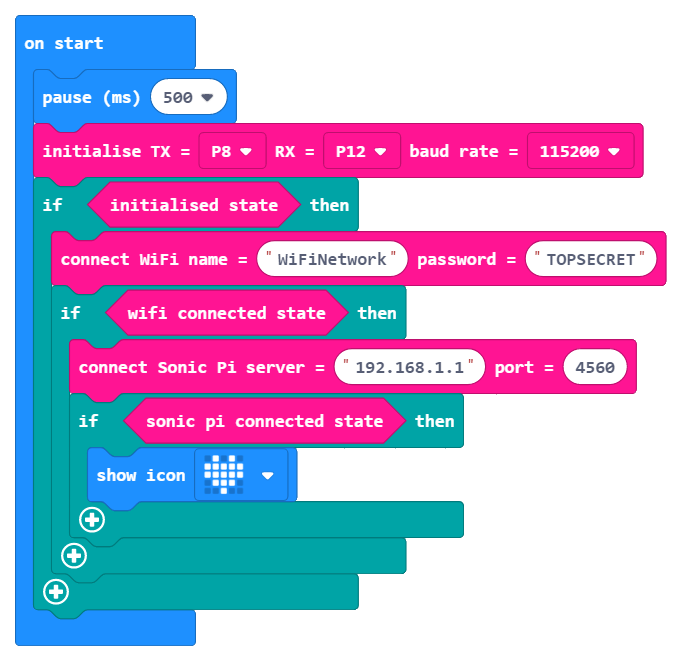 on start
pause (ms) 500
initialise TX = P8 RX = P12 baud rate = 115200
if initialised state then
connect WiFi name = "WiFiNetwork" password = "TOPSECRET"
if wifi connected state then
connect Sonic Pi server = "192.168.1.1" port = 4560
if sonic pi connected state then
show icon